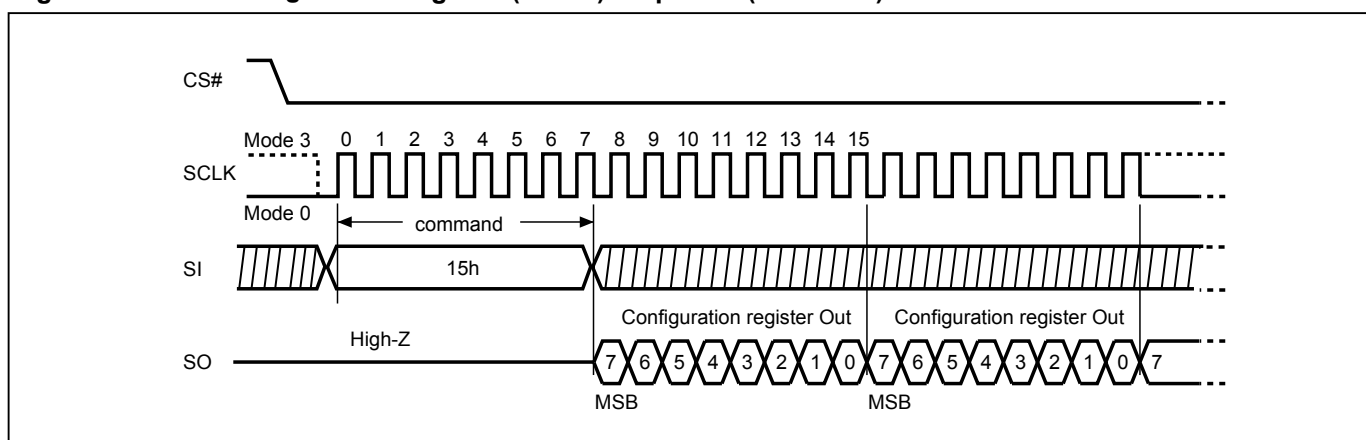 CS#
Mode 3
0 1 2 3 4 5 6 7 8 9 10 11 12 13 14 15
SCLK
Mode 0
command
SI
15h
Configuration register Out Configuration register Out
High-Z
SO
7 6 5 4 3 2 1 0 7 6 5 4 3 2 1 0 7
MSB MSB